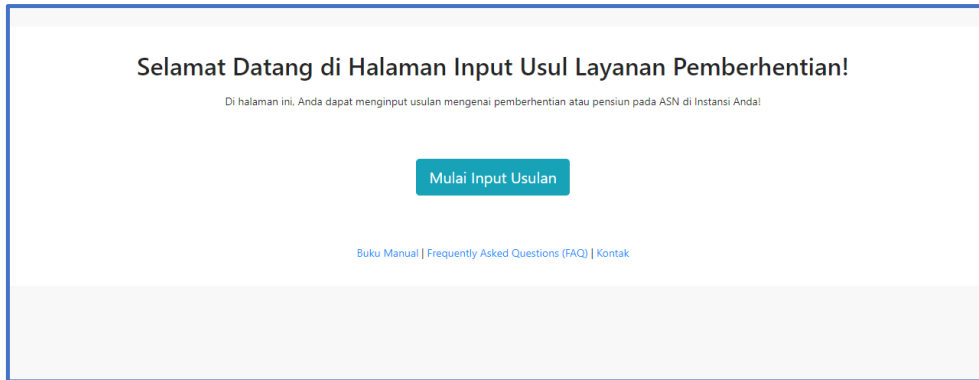 Selamat Datang di Halaman Input Usul Layanan Pemberhentian!
Di halaman ini, Anda dapat menginput usulan mengenai pemberhentian atau pensiun pada ASN di Instansi Anda!
Mulai Input Usulan
Buku Manual | Frequently Asked Questions (FAQ) | Kontak